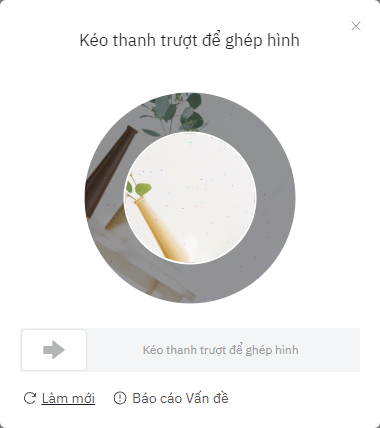 Kéo thanh trượt để ghép hình
Kéo thanh trượt để ghép hình
Làm mới
Báo cáo Vấn đề